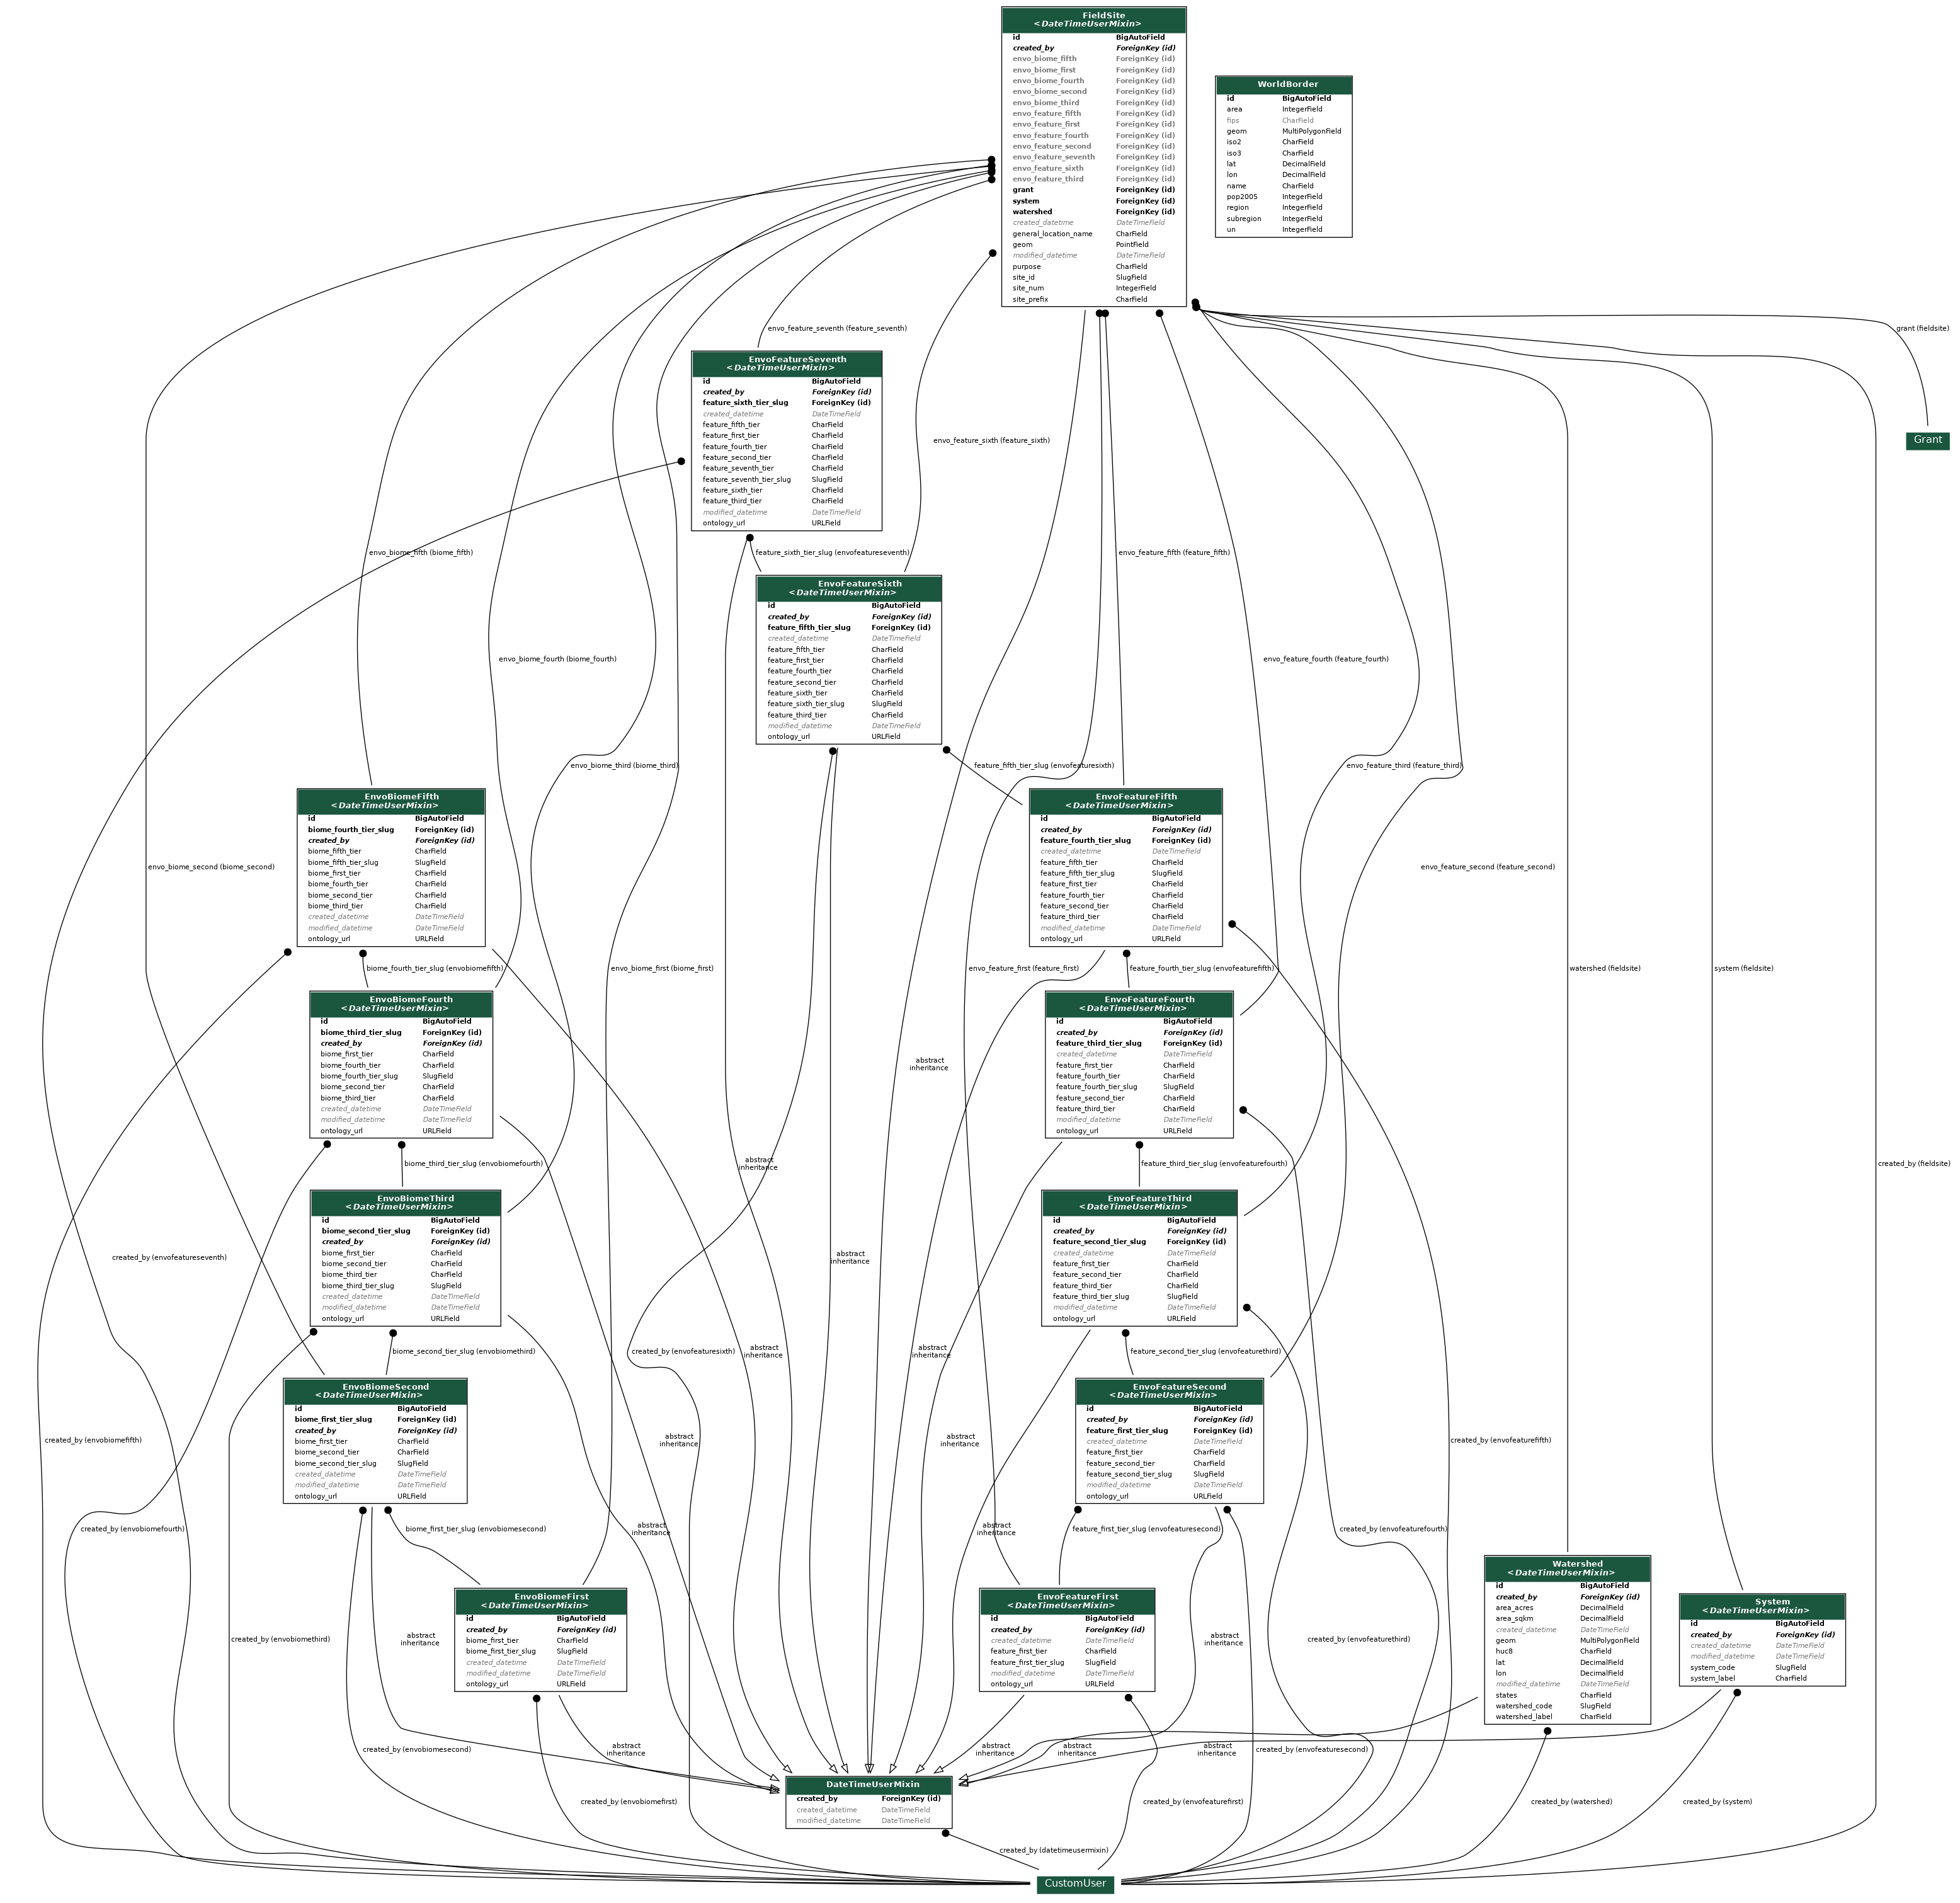 FieldSite
<DateTimeUserMixin>
id BigAutoField
created_by ForeignKey (id)
envo_biome_fifth ForeignKey (id)
envo_biome_first ForeignKey (id)
envo_biome_fourth ForeignKey (id)
envo_biome_second ForeignKey (id)
envo_biome_third ForeignKey (id)
envo_feature_fifth ForeignKey (id)
envo_feature_first ForeignKey (id)
envo_feature_fourth ForeignKey (id)
envo_feature_second ForeignKey (id)
envo_feature_seventh ForeignKey (id)
envo_feature_sixth ForeignKey (id)
envo_feature_third ForeignKey (id)
grant ForeignKey (id)
system ForeignKey (id)
watershed ForeignKey (id)
created_datetime DateTimeField
general_location_name CharField
geom PointField
modified_datetime DateTimeField
purpose CharField
site_id SlugField
site_num IntegerField
site_prefix CharField
WorldBorder
id BigAutoField
area IntegerField
fips CharField
geom MultiPolygonField
iso2 CharField
iso3 CharField
lat DecimalField
lon DecimalField
name CharField
pop2005 IntegerField
region IntegerField
subregion IntegerField
un IntegerField
envo_feature_seventh (feature_seventh)
grant (fieldsite)
EnvoFeatureSeventh
<DateTimeUserMixin>
id BigAutoField
created_by ForeignKey (id)
feature_sixth_tier_slug ForeignKey (id)
created_datetime DateTimeField
feature_fifth_tier CharField
feature_first_tier CharField
feature_fourth_tier CharField
feature_second_tier CharField
feature_seventh_tier CharField
feature_seventh_tier_slug SlugField
feature_sixth_tier CharField
feature_third_tier CharField
modified_datetime DateTimeField
ontology_url URLField
envo_feature_sixth (feature_sixth)
Grant
envo_biome_fifth (biome_fifth)
feature_sixth_tier_slug (envofeatureseventh)
envo_feature_fifth (feature_fifth)
EnvoFeatureSixth
<DateTimeUserMixin>
id BigAutoField
created_by ForeignKey (id)
feature_fifth_tier_slug ForeignKey (id)
created_datetime DateTimeField
feature_fifth_tier CharField
feature_first_tier CharField
feature_fourth_tier CharField
feature_second_tier CharField
feature_sixth_tier CharField
feature_sixth_tier_slug SlugField
feature_third_tier CharField
modified_datetime DateTimeField
ontology_url URLField
envo_biome_fourth (biome_fourth)
envo_feature_fourth (feature_fourth)
envo_biome_third (biome_third)
feature_fifth_tier_slug (envofeaturesixth)
envo_feature_third (feature_third)
EnvoBiomeFifth
<DateTimeUserMixin>
id BigAutoField
biome_fourth_tier_slug ForeignKey (id)
created_by ForeignKey (id)
biome_fifth_tier CharField
biome_fifth_tier_slug SlugField
biome_first_tier CharField
biome_fourth_tier CharField
biome_second_tier CharField
biome_third_tier CharField
created_datetime DateTimeField
modified_datetime DateTimeField
ontology_url URLField
EnvoFeatureFifth
<DateTimeUserMixin>
id BigAutoField
created_by ForeignKey (id)
feature_fourth_tier_slug ForeignKey (id)
created_datetime DateTimeField
feature_fifth_tier CharField
feature_fifth_tier_slug SlugField
feature_first_tier CharField
feature_fourth_tier CharField
feature_second_tier CharField
feature_third_tier CharField
modified_datetime DateTimeField
ontology_url URLField
envo_biome_second (biome_second)
envo_feature_second (feature_second)
biome_fourth_tier_slug (envobiomefifth)
envo_biome_first (biome_first)
envo_feature_first (feature_first)
feature_fourth_tier_slug (envofeaturefifth)
watershed (fieldsite)
system (fieldsite)
EnvoBiomeFourth
<DateTimeUserMixin>
id BigAutoField
biome_third_tier_slug ForeignKey (id)
created_by ForeignKey (id)
biome_first_tier CharField
biome_fourth_tier CharField
biome_fourth_tier_slug SlugField
biome_second_tier CharField
biome_third_tier CharField
created_datetime DateTimeField
modified_datetime DateTimeField
ontology_url URLField
abstract
inheritance
EnvoFeatureFourth
<DateTimeUserMixin>
id BigAutoField
created_by ForeignKey (id)
feature_third_tier_slug ForeignKey (id)
created_datetime DateTimeField
feature_first_tier CharField
feature_fourth_tier CharField
feature_fourth_tier_slug SlugField
feature_second_tier CharField
feature_third_tier CharField
modified_datetime DateTimeField
ontology_url URLField
biome_third_tier_slug (envobiomefourth)
abstract
inheritance
feature_third_tier_slug (envofeaturefourth)
created_by (fieldsite)
EnvoBiomeThird
<DateTimeUserMixin>
id BigAutoField
biome_second_tier_slug ForeignKey (id)
created_by ForeignKey (id)
biome_first_tier CharField
biome_second_tier CharField
biome_third_tier CharField
biome_third_tier_slug SlugField
created_datetime DateTimeField
modified_datetime DateTimeField
ontology_url URLField
created_by (envofeatureseventh)
abstract
inheritance
EnvoFeatureThird
<DateTimeUserMixin>
id BigAutoField
created_by ForeignKey (id)
feature_second_tier_slug ForeignKey (id)
created_datetime DateTimeField
feature_first_tier CharField
feature_second_tier CharField
feature_third_tier CharField
feature_third_tier_slug SlugField
modified_datetime DateTimeField
ontology_url URLField
biome_second_tier_slug (envobiomethird)
created_by (envofeaturesixth)
abstract
inheritance
abstract
inheritance
feature_second_tier_slug (envofeaturethird)
EnvoBiomeSecond
<DateTimeUserMixin>
id BigAutoField
biome_first_tier_slug ForeignKey (id)
created_by ForeignKey (id)
biome_first_tier CharField
biome_second_tier CharField
biome_second_tier_slug SlugField
created_datetime DateTimeField
modified_datetime DateTimeField
ontology_url URLField
created_by (envobiomefifth)
abstract
inheritance
abstract
inheritance
EnvoFeatureSecond
<DateTimeUserMixin>
id BigAutoField
created_by ForeignKey (id)
feature_first_tier_slug ForeignKey (id)
created_datetime DateTimeField
feature_first_tier CharField
feature_second_tier CharField
feature_second_tier_slug SlugField
modified_datetime DateTimeField
ontology_url URLField
created_by (envofeaturefifth)
created_by (envobiomefourth)
biome_first_tier_slug (envobiomesecond)
abstract
inheritance
abstract
inheritance
feature_first_tier_slug (envofeaturesecond)
created_by (envofeaturefourth)
created_by (envobiomethird)
abstract
inheritance
EnvoBiomeFirst
<DateTimeUserMixin>
id BigAutoField
created_by ForeignKey (id)
biome_first_tier CharField
biome_first_tier_slug SlugField
created_datetime DateTimeField
modified_datetime DateTimeField
ontology_url URLField
EnvoFeatureFirst
<DateTimeUserMixin>
id BigAutoField
created_by ForeignKey (id)
created_datetime DateTimeField
feature_first_tier CharField
feature_first_tier_slug SlugField
modified_datetime DateTimeField
ontology_url URLField
abstract
inheritance
created_by (envofeaturethird)
Watershed
<DateTimeUserMixin>
id BigAutoField
created_by ForeignKey (id)
area_acres DecimalField
area_sqkm DecimalField
created_datetime DateTimeField
geom MultiPolygonField
huc8 CharField
lat DecimalField
lon DecimalField
modified_datetime DateTimeField
states CharField
watershed_code SlugField
watershed_label CharField
System
<DateTimeUserMixin>
id BigAutoField
created_by ForeignKey (id)
created_datetime DateTimeField
modified_datetime DateTimeField
system_code SlugField
system_label CharField
created_by (envobiomesecond)
abstract
inheritance
abstract
inheritance
abstract
inheritance
abstract
inheritance
created_by (envofeaturesecond)
DateTimeUserMixin
created_by ForeignKey (id)
created_datetime DateTimeField
modified_datetime DateTimeField
created_by (envobiomefirst)
created_by (envofeaturefirst)
created_by (watershed)
created_by (system)
created_by (datetimeusermixin)
CustomUser